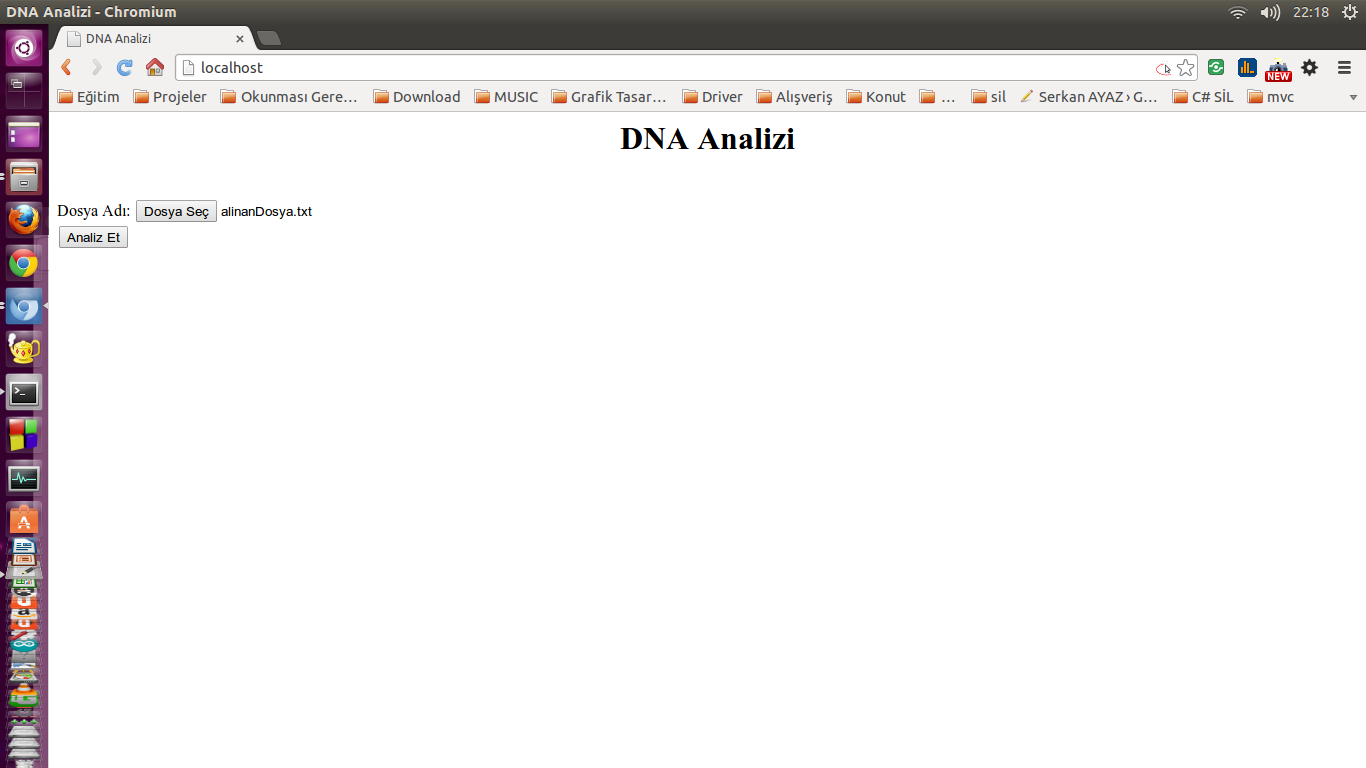 DNA Analizi - Chromium
22:18
DNA Analizi
localhost
NEW
Eğitim Projeler Okunması Gere... Download MUSIC Grafik Tasar... Driver Alışveriş Konut ... sil Serkan AYAZ › G... C# SİL mvc
DNA Analizi
Dosya Adı: Dosya Seç alinanDosya.txt
Analiz Et